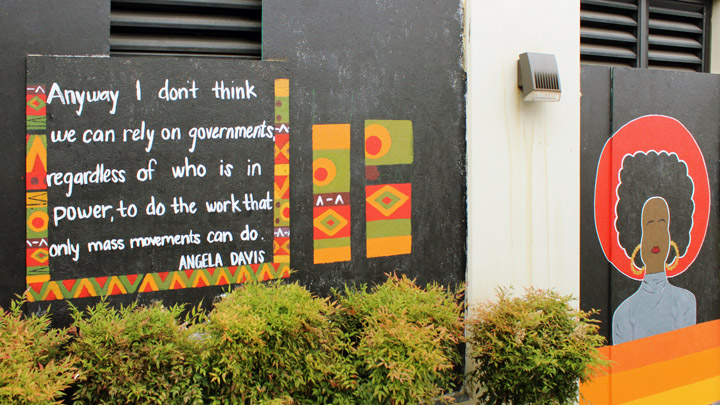 Anyway I don't think
we can rely on governments,
regardless of who is in
power, to do the work that
only mass movements can do.
ANGELA DAVIS